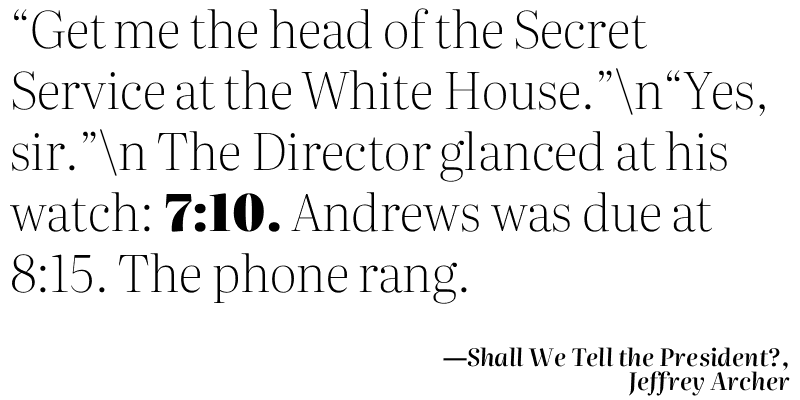 “Get me the head of the Secret
Service at the White House.”\n“Yes,
sir.”\n The Director glanced at his
watch: 7:10. Andrews was due at
8:15. The phone rang.
—Shall We Tell the President?,
Jeffrey Archer